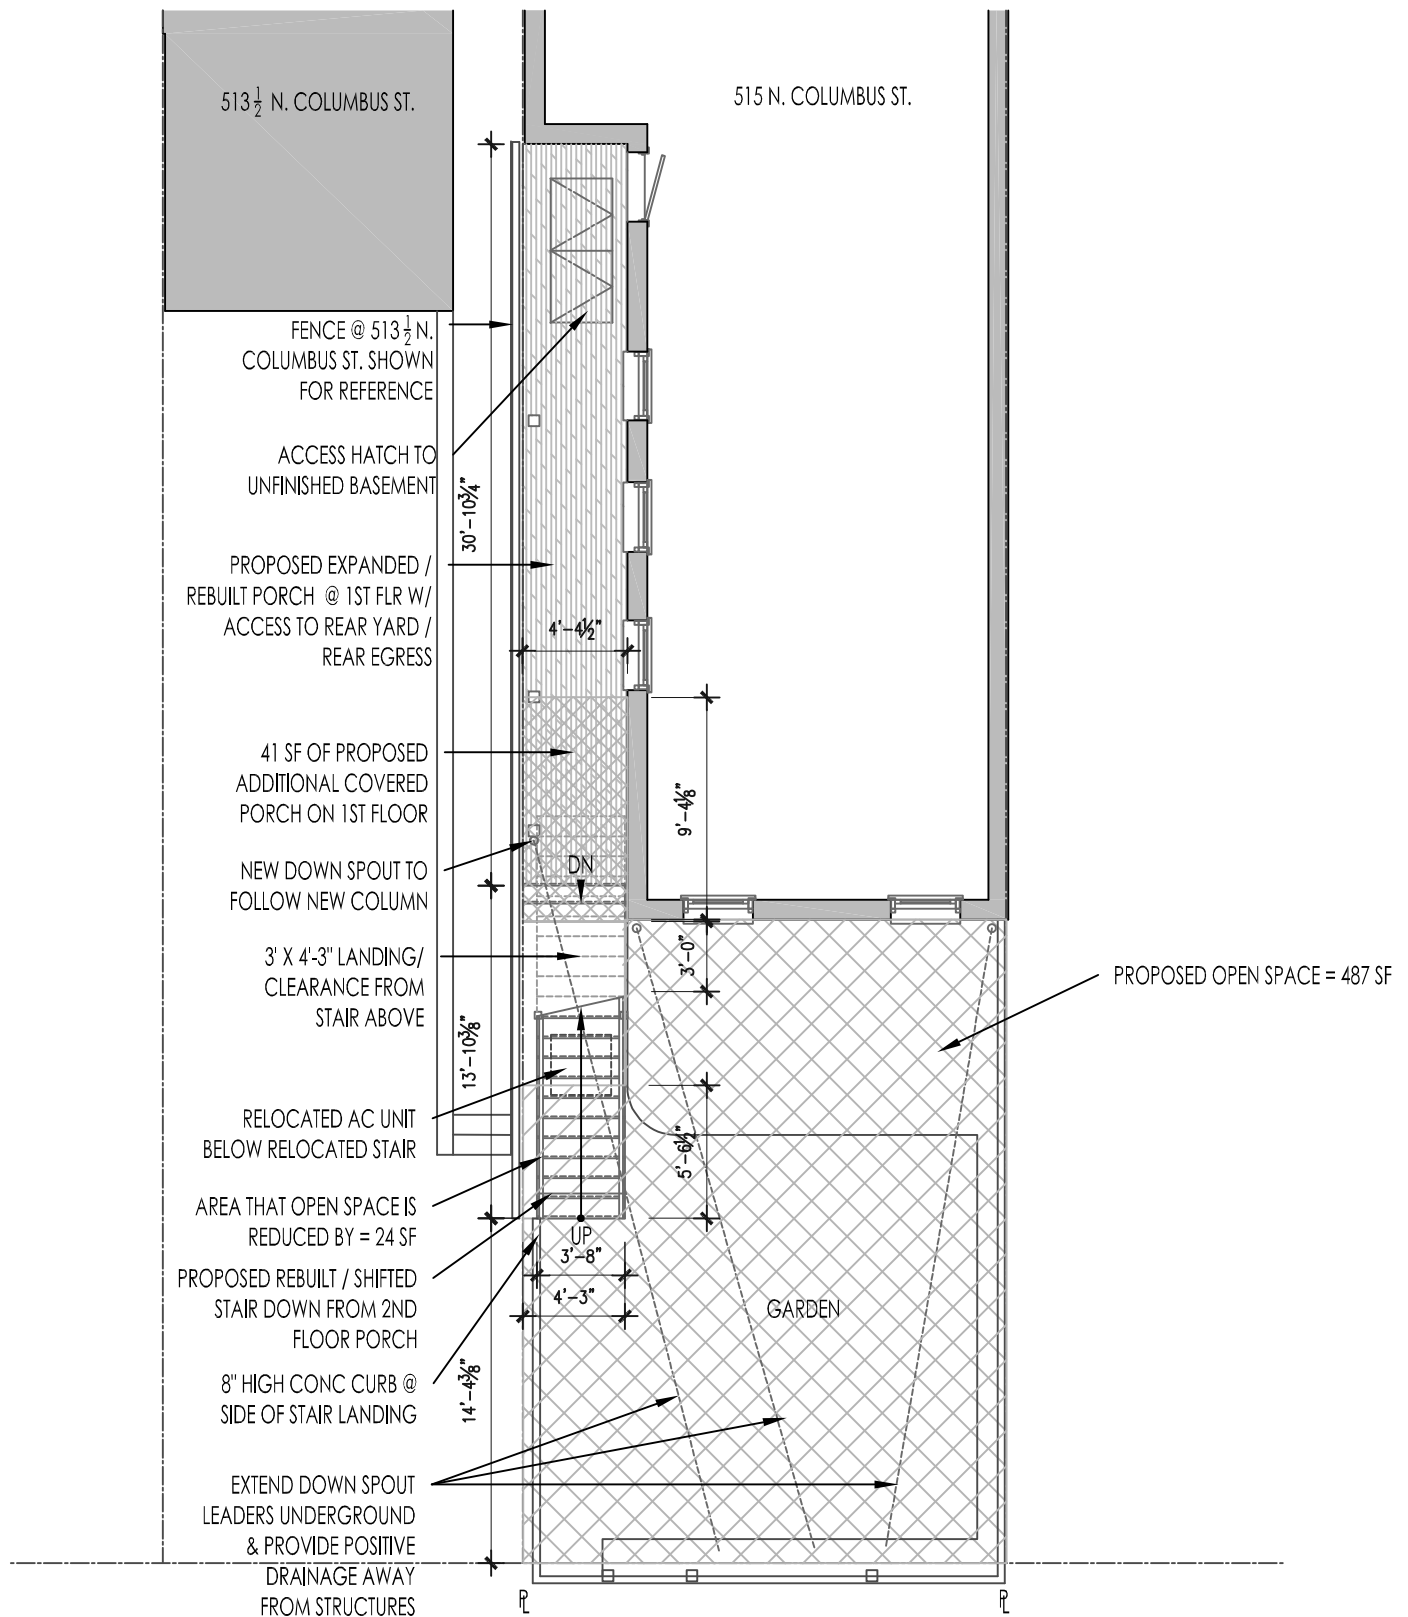 513 1/2 N. COLUMBUS ST.
515 N. COLUMBUS ST.
FENCE @ 513 1/2 N.
COLUMBUS ST. SHOWN
FOR REFERENCE
ACCESS HATCH TO
UNFINISHED BASEMENT
30'-10¾"
PROPOSED EXPANDED /
REBUILT PORCH @ 1ST FLR W/
ACCESS TO REAR YARD /
REAR EGRESS
4'-4½"
41 SF OF PROPOSED
ADDITIONAL COVERED
PORCH ON 1ST FLOOR
9'-4⅛"
NEW DOWN SPOUT TO
FOLLOW NEW COLUMN
DN
3' X 4'-3" LANDING/
CLEARANCE FROM
STAIR ABOVE
3'-0"
PROPOSED OPEN SPACE = 487 SF
13'-10⅜"
RELOCATED AC UNIT
BELOW RELOCATED STAIR
5'-6½"
AREA THAT OPEN SPACE IS
REDUCED BY = 24 SF
UP
3'-8"
PROPOSED REBUILT / SHIFTED
STAIR DOWN FROM 2ND
FLOOR PORCH
4'-3"
GARDEN
8" HIGH CONC CURB @
SIDE OF STAIR LANDING
14'-4⅜"
EXTEND DOWN SPOUT
LEADERS UNDERGROUND
& PROVIDE POSITIVE
DRAINAGE AWAY
FROM STRUCTURES
PL
PL